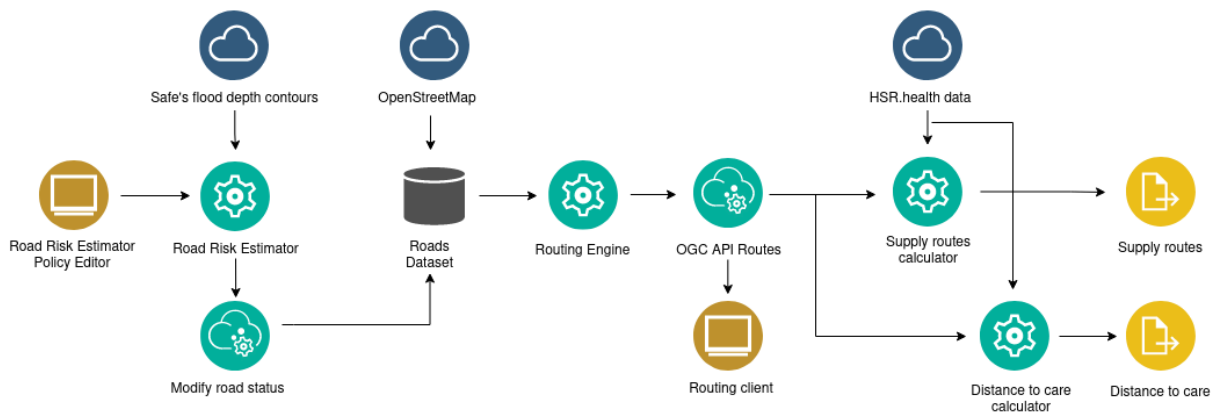 Safe's flood depth contours
OpenStreetMap
HSR.health data
Road Risk Estimator
Policy Editor
Road Risk Estimator
Roads
Dataset
Routing Engine
OGC API Routes
Supply routes
calculator
Supply routes
Modify road status
Routing client
Distance to care
calculator
Distance to care